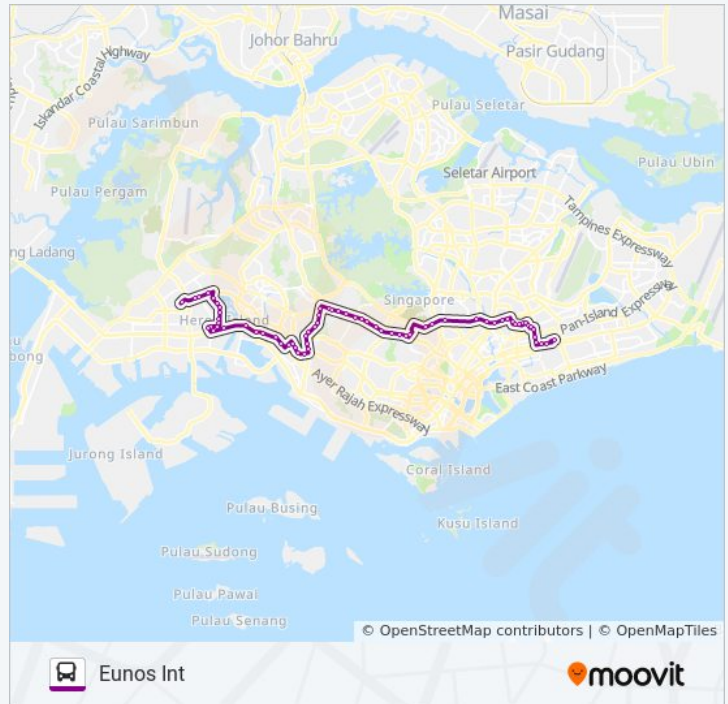 Masai
Johor Bahru
Pasir Gudang
Iskandar Coastal Highway
Pulau Seletar
Pulau Sarimbun
Pulau Ubin
Seletar Airport
Pulau Pergam
Tampines Expressway
ng Ladang
Singapore
Pan-Island Expressway
East Coast Parkway
Ayer Rajah Expressway
Jurong Island
Coral Island
Pulau Busing
Kusu Island
Pulau Sudong
Pulau Pawai
Pulau Senang
© OpenStreetMap contributors | © OpenMapTiles
Eunos Int
moovit